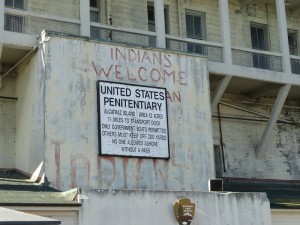 INDIANS
WELCOME
UNITED STATES
PENITENTIARY
ALCATRAZ ISLAND AREA 12 ACRES
1½ MILES TO TRANSPORT DOCK
ONLY GOVERNMENT BOATS PERMITTED
OTHERS MUST KEEP OFF 200 YARDS
NO ONE ALLOWED ASHORE
WITHOUT A PASS
INDIAN